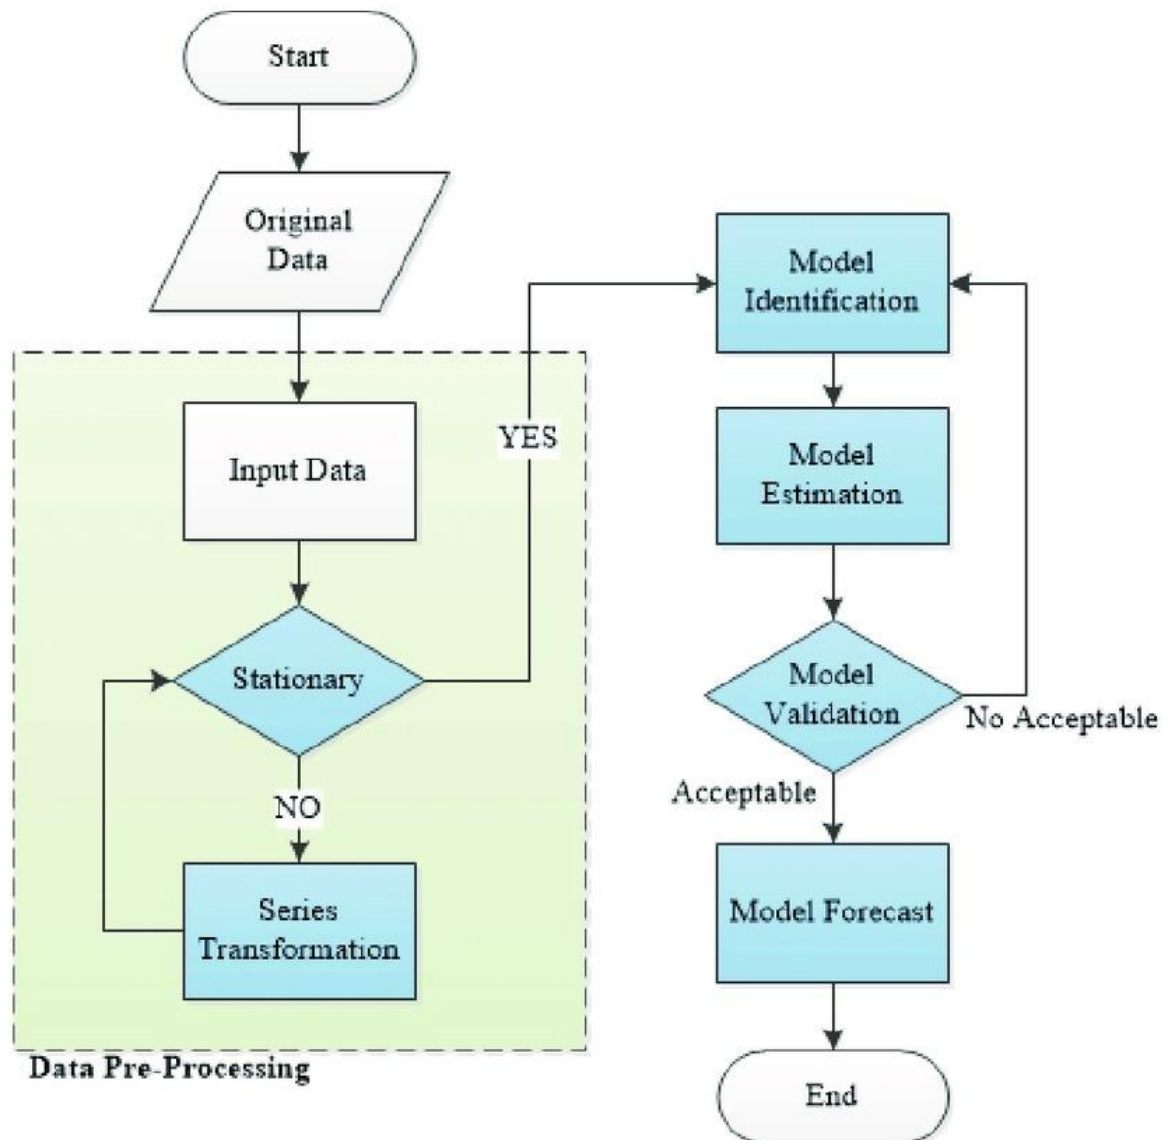 Start
Original
Data
Input Data
YES
Stationary
NO
Series
Transformation
Data Pre-Processing
Model
Identification
Model
Estimation
Model
Validation
No Acceptable
Acceptable
Model Forecast
End